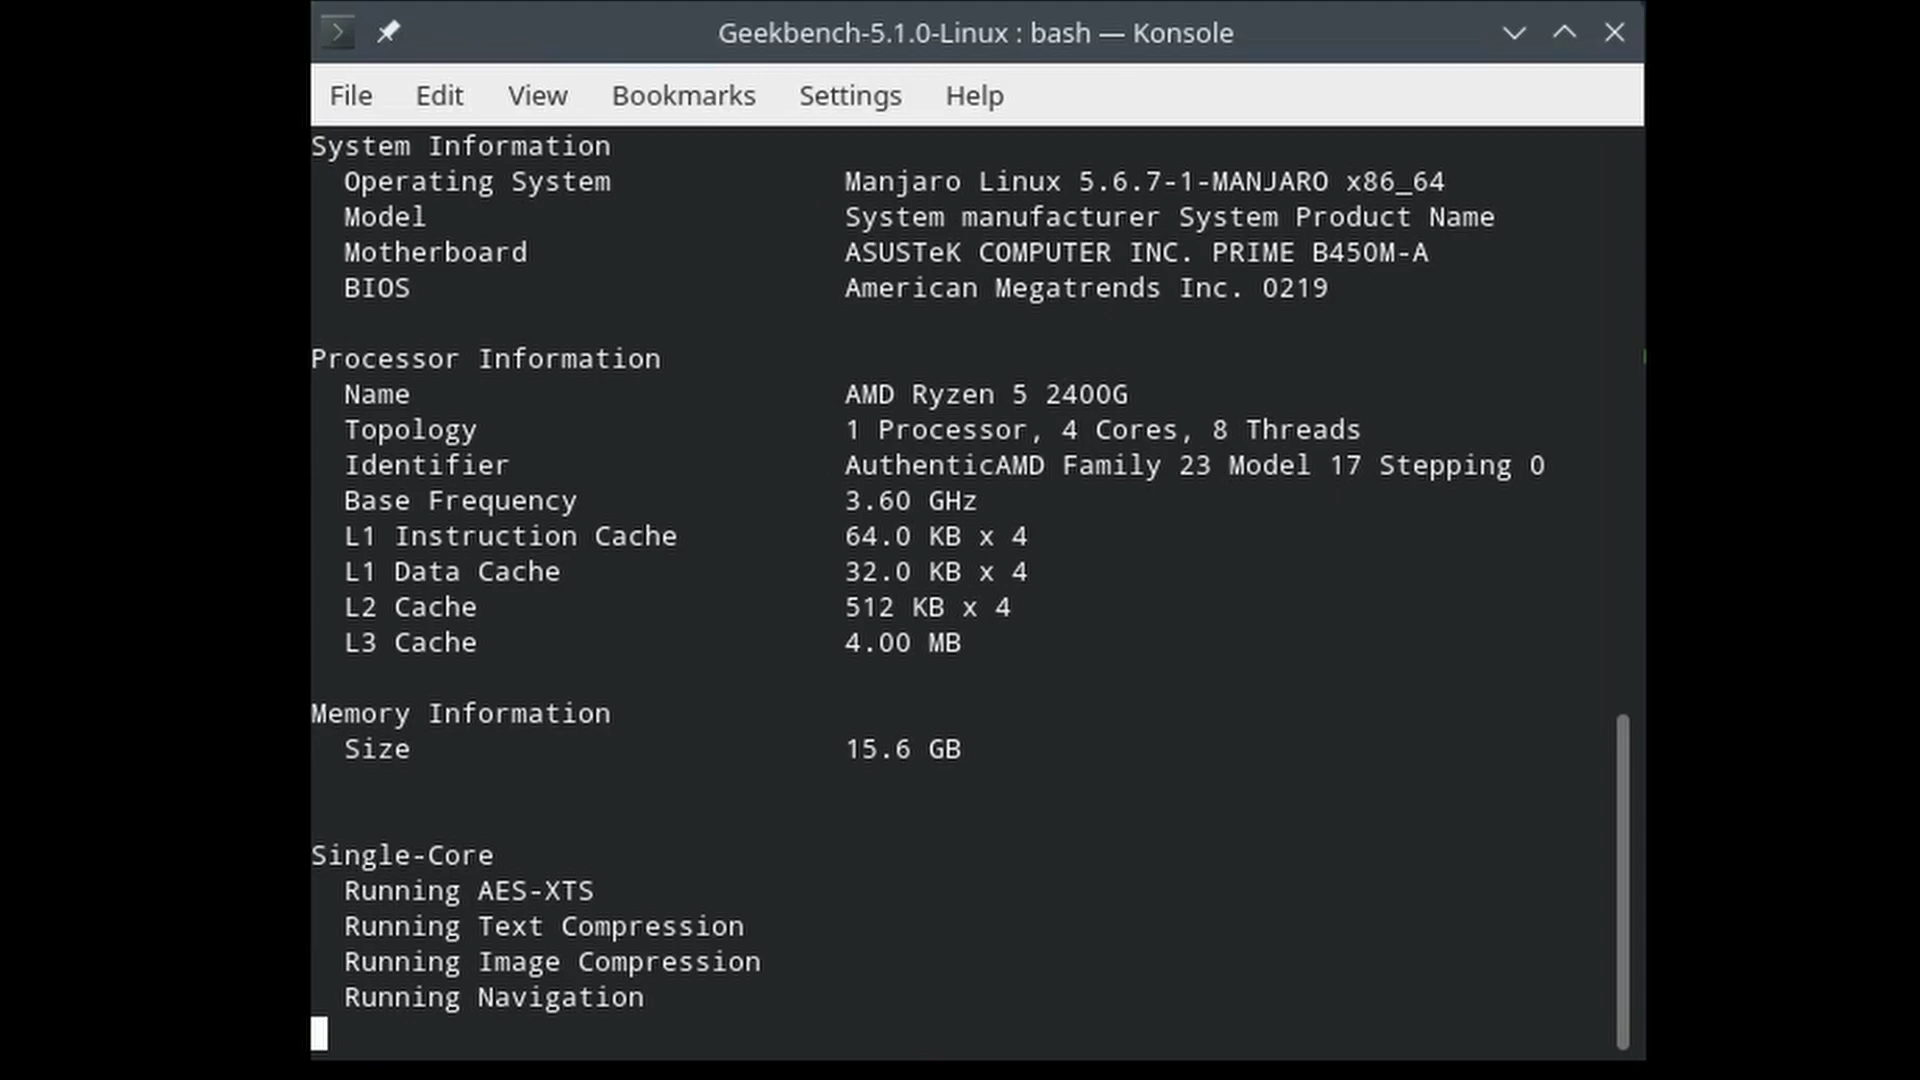 Geekbench-5.1.0-Linux : bash — Konsole
File Edit View Bookmarks Settings Help
System Information
Operating System Manjaro Linux 5.6.7-1-MANJARO x86_64
Model System manufacturer System Product Name
Motherboard ASUSTeK COMPUTER INC. PRIME B450M-A
BIOS American Megatrends Inc. 0219
Processor Information
Name AMD Ryzen 5 2400G
Topology 1 Processor, 4 Cores, 8 Threads
Identifier AuthenticAMD Family 23 Model 17 Stepping 0
Base Frequency 3.60 GHz
L1 Instruction Cache 64.0 KB x 4
L1 Data Cache 32.0 KB x 4
L2 Cache 512 KB x 4
L3 Cache 4.00 MB
Memory Information
Size 15.6 GB
Single-Core
Running AES-XTS
Running Text Compression
Running Image Compression
Running Navigation